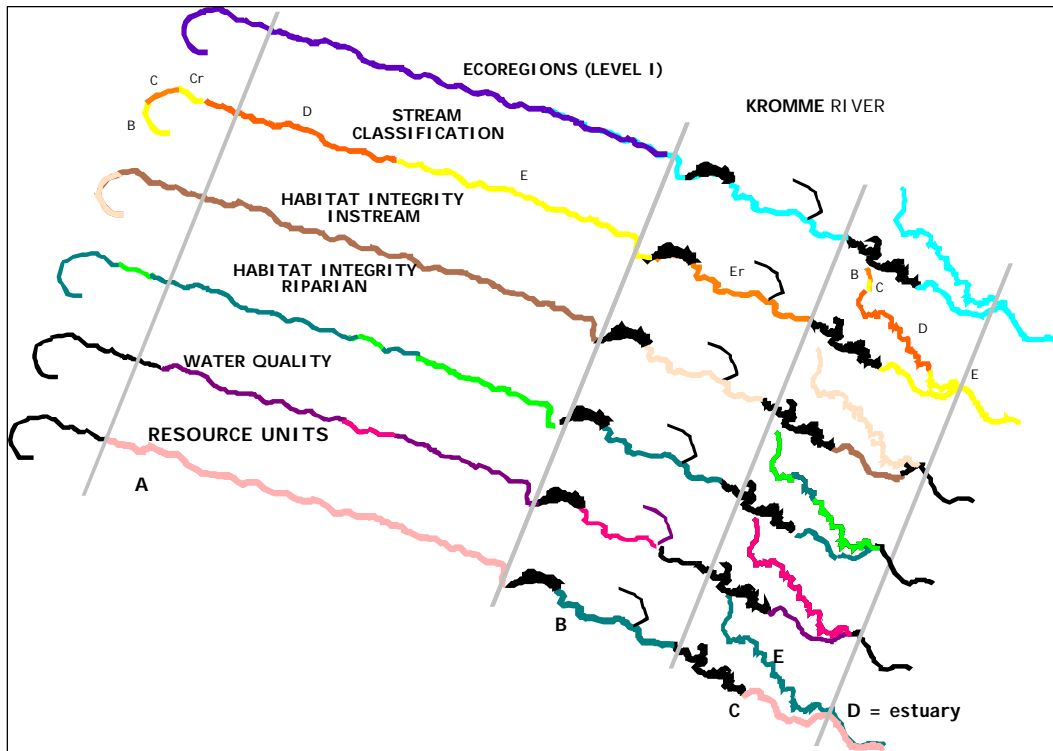 ECOREGIONS (LEVEL I)
KROMME RIVER
C
Cr
B
D
STREAM
CLASSIFICATION
E
HABITAT INTEGRITY
INSTREAM
Er
B
C
D
E
HABITAT INTEGRITY
RIPARIAN
WATER QUALITY
RESOURCE UNITS
A
B
E
C
D = estuary